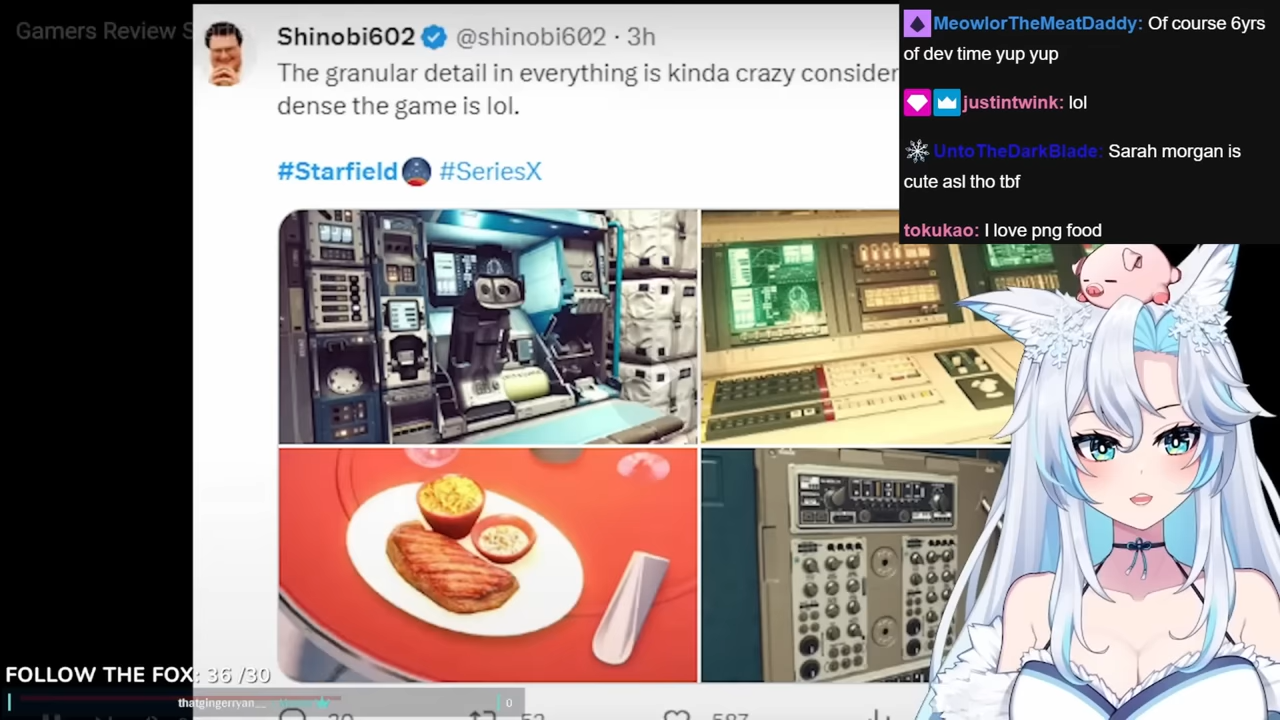 Gamers Review
Shinobi602 @shinobi602 · 3h
The granular detail in everything is kinda crazy consider
dense the game is lol.
#Starfield #SeriesX
MeowlorTheMeatDaddy: Of course 6yrs
of dev time yup yup
justintwink: lol
UntoTheDarkBlade: Sarah morgan is
cute asl tho tbf
tokukao: I love png food
FOLLOW THE FOX: 36 /30
thatgingerryan__
0